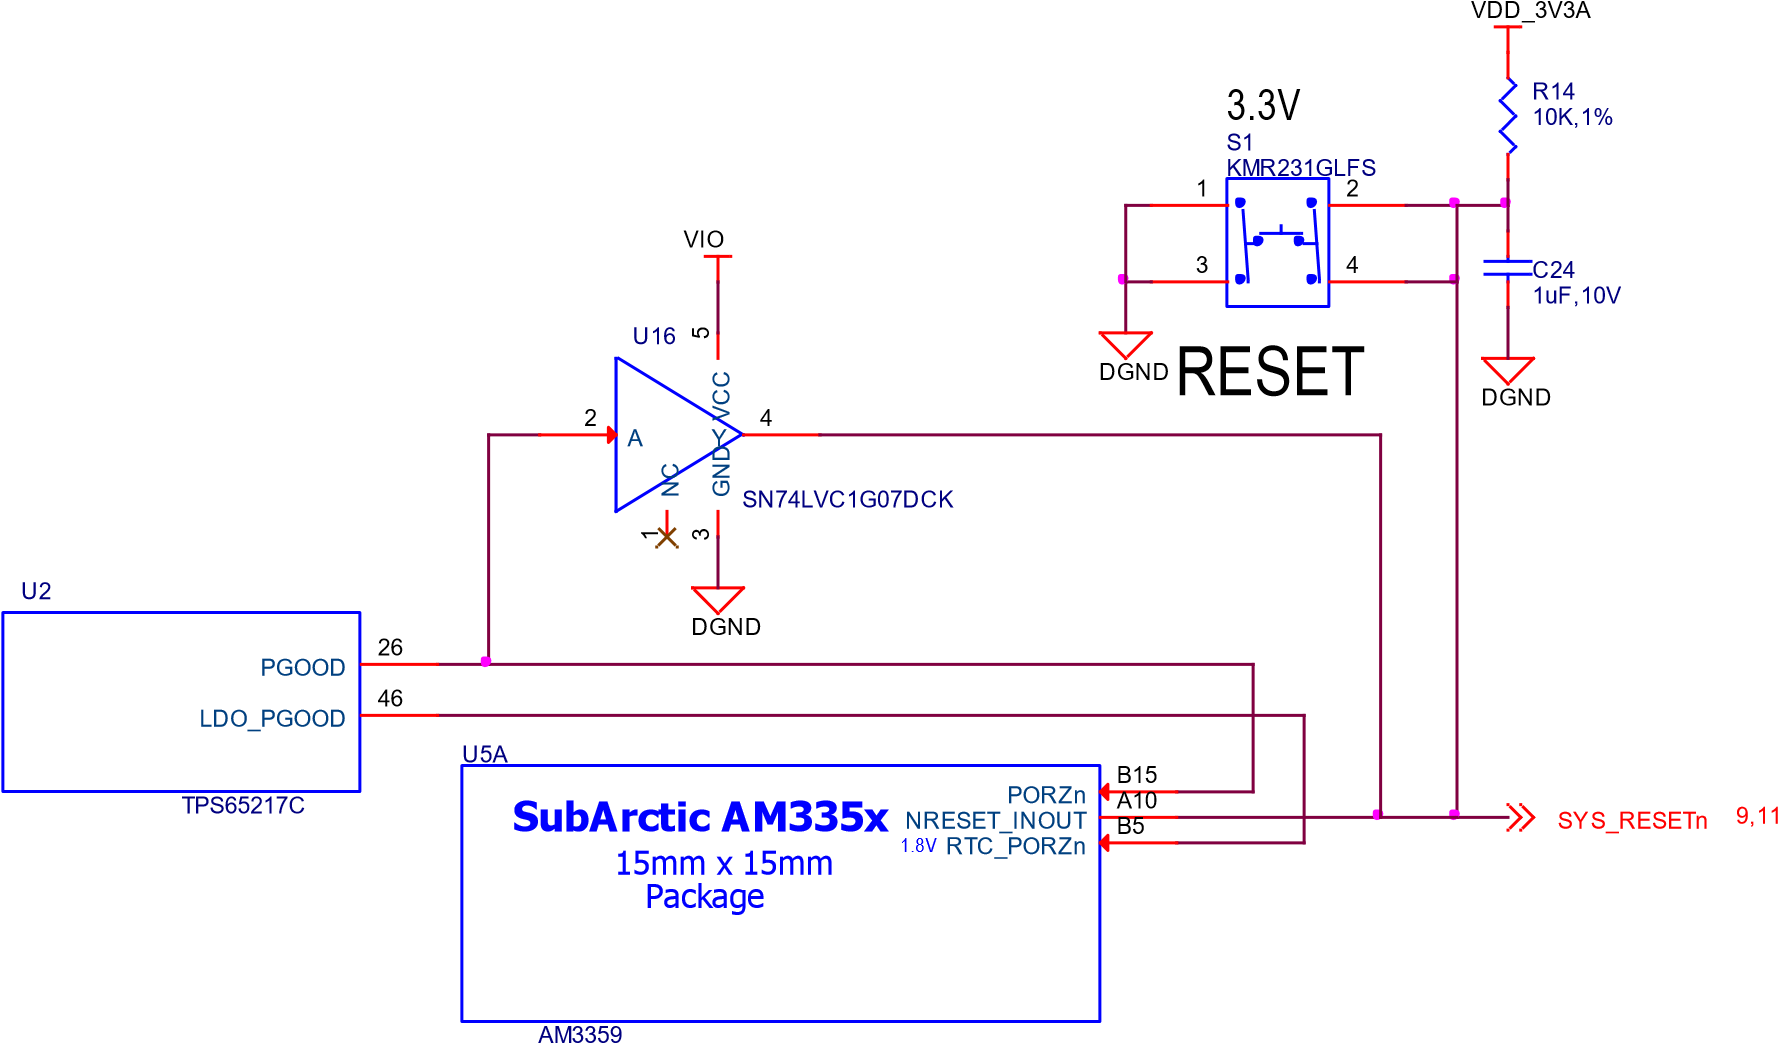 VDD_3V3A
R14
10K,1%
3.3V
S1
KMR231GLFS
1
2
3
4
C24
1uF,10V
DGND
RESET
DGND
VIO
U16
5
VCC
2
A
Y
4
NC
GND
SN74LVC1G07DCK
1
3
DGND
U2
PGOOD
26
LDO_PGOOD
46
TPS65217C
U5A
SubArctic AM335x
15mm x 15mm
Package
PORZn
B15
NRESET_INOUT
A10
1.8V RTC_PORZn
B5
SYS_RESETn 9,11
AM3359